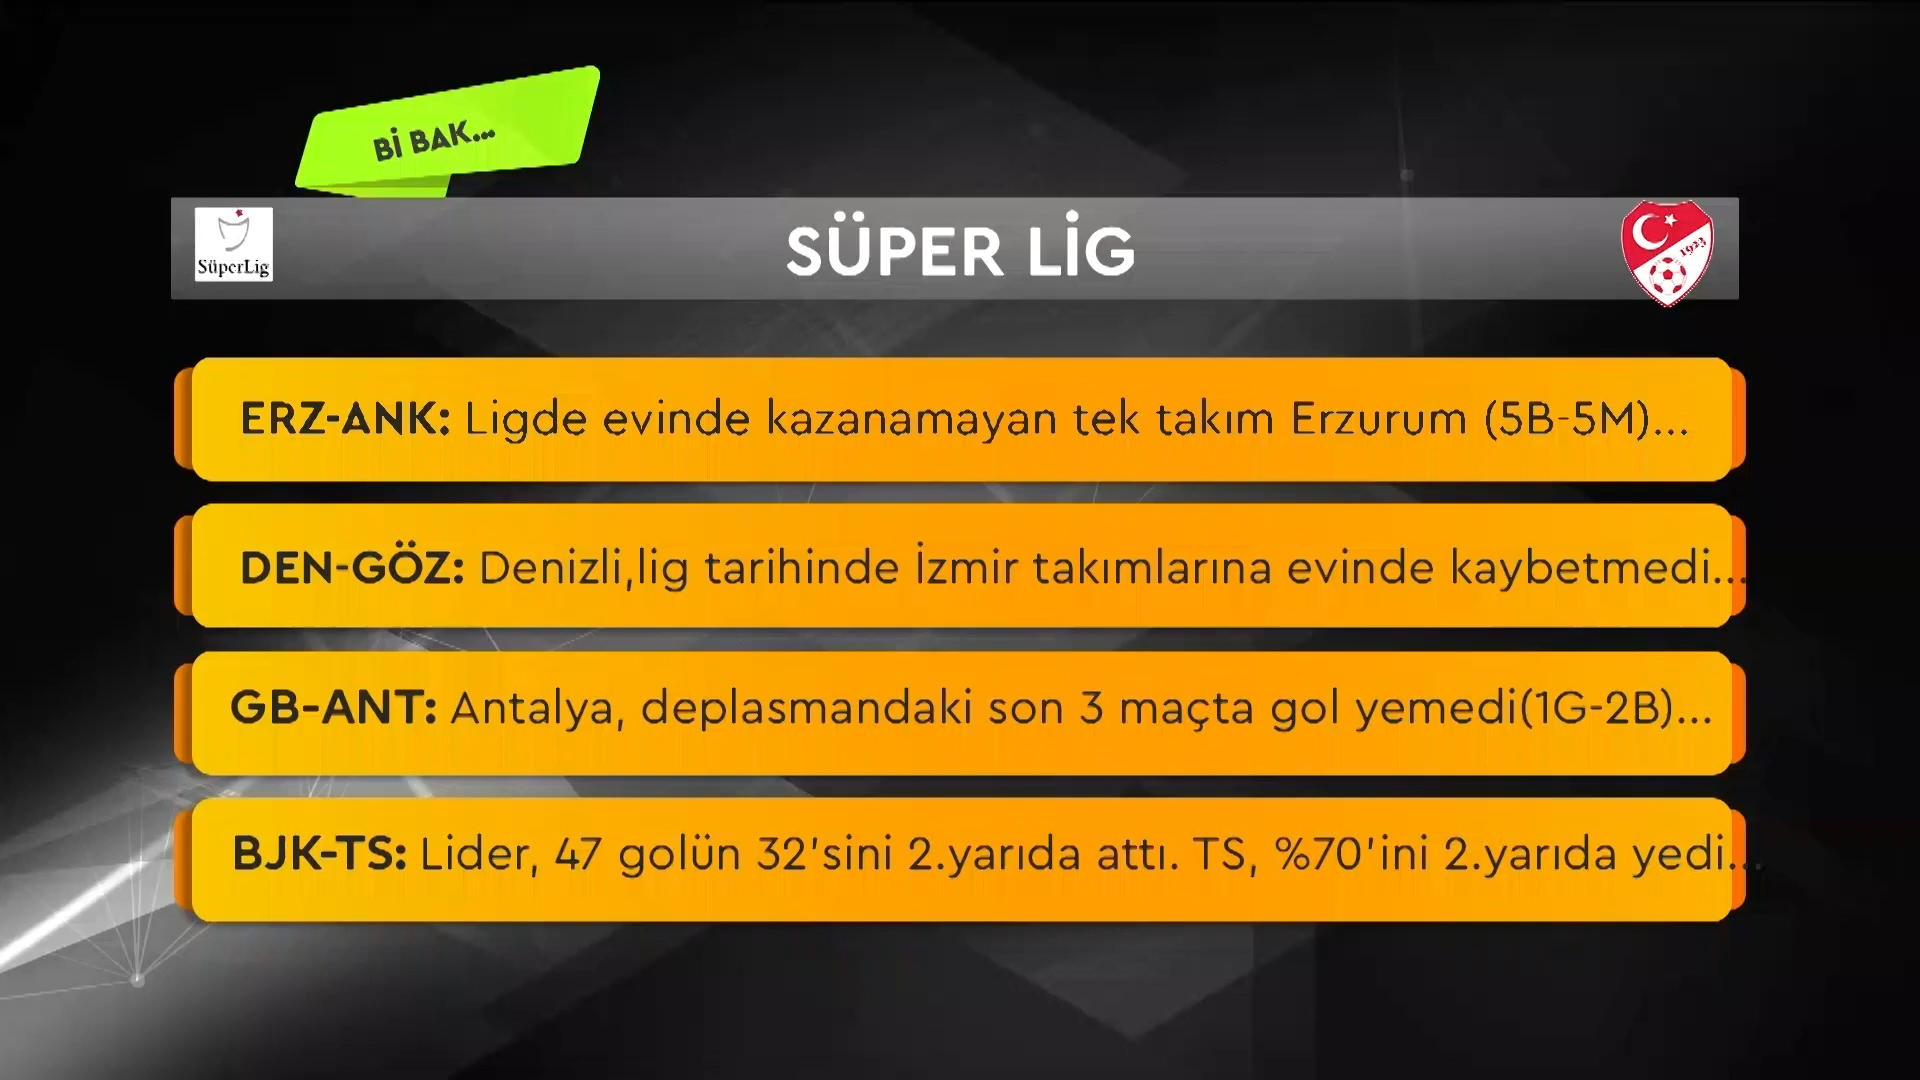 Bİ BAK...
SüperLig
SÜPER LİG
1923
ERZ-ANK: Ligde evinde kazanamayan tek takım Erzurum (5B-5M)...
DEN-GÖZ: Denizli,lig tarihinde İzmir takımlarına evinde kaybetmedi...
GB-ANT: Antalya, deplasmandaki son 3 maçta gol yemedi(1G-2B)...
BJK-TS: Lider, 47 golün 32'sini 2.yarıda attı. TS, %70'ini 2.yarıda yedi...